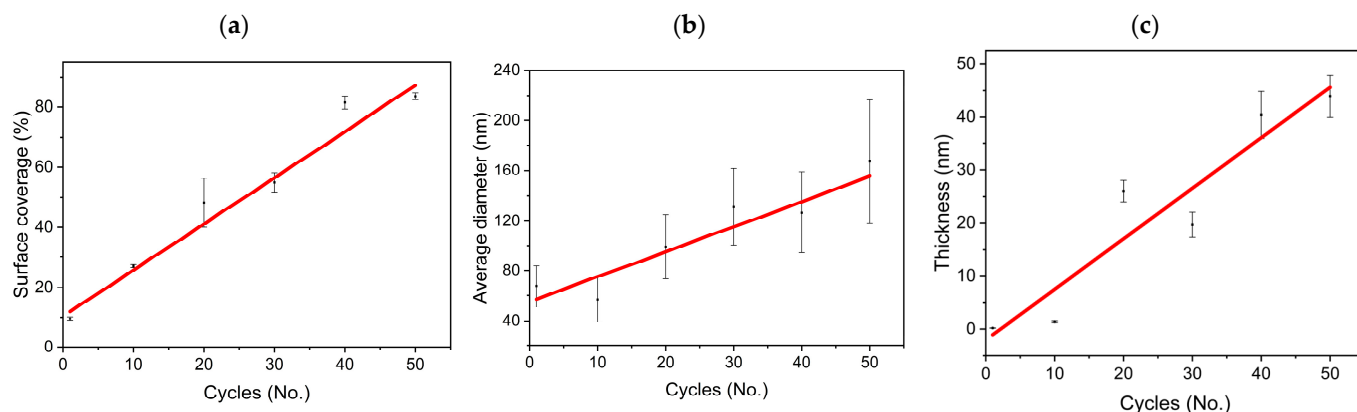 (a)
Surface coverage (%)
80
60
40
20
0
0 10 20 30 40 50
Cycles (No.)
(b)
Average diameter (nm)
240
200
160
120
80
40
0 10 20 30 40 50
Cycles (No.)
(c)
Thickness (nm)
50
40
30
20
10
0
0 10 20 30 40 50
Cycles (No.)